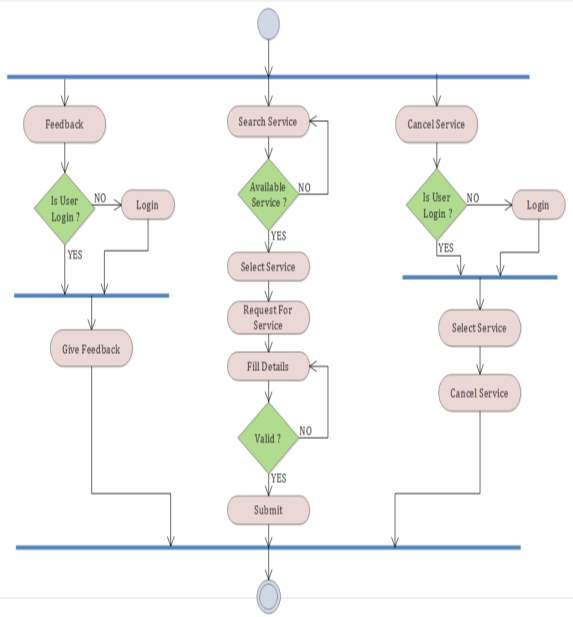 Feedback
Is User
Login ?
NO
Login
YES
Give Feedback
Search Service
Available
Service ?
NO
YES
Select Service
Request For
Service
Fill Details
Valid ?
NO
YES
Submit
Cancel Service
Is User
Login ?
NO
Login
YES
Select Service
Cancel Service